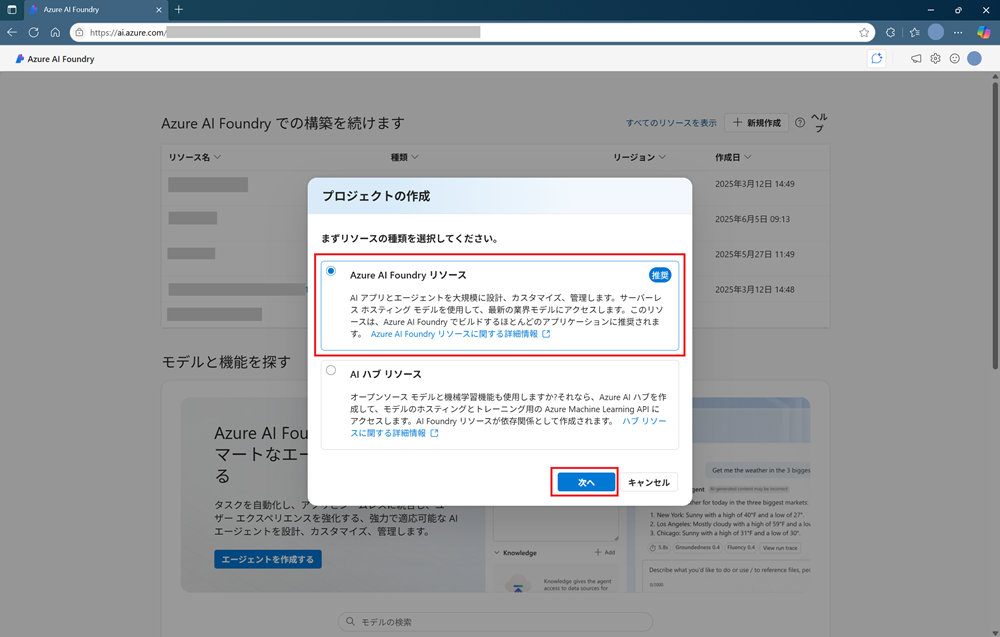 Azure AI Foundry
https://ai.azure.com/
Azure AI Foundry
Azure AI Foundry での構築を続けます
すべてのリソースを表示
新規作成
ヘル
プ
リソース名
種類
リージョン
作成日
2025年3月12日 14:49
2025年6月5日 09:13
2025年5月27日 11:49
2025年3月12日 14:48
プロジェクトの作成
まずリソースの種類を選択してください。
Azure AI Foundry リソース
推奨
AI アプリとエージェントを大規模に設計、カスタマイズ、管理します。サーバーレ
ス ホスティング モデルを使用して、最新の業界モデルにアクセスします。このリソ
ースは、Azure AI Foundry でビルドするほとんどのアプリケーションに推奨されま
す。 Azure AI Foundry リソースに関する詳細情報
AI ハブ リソース
オープンソース モデルと機械学習機能も使用しますか?それなら、Azure AI ハブを作
成して、モデルのホスティングとトレーニング用の Azure Machine Learning API に
アクセスします。AI Foundry リソースが依存関係として作成されます。 ハブ リソー
スに関する詳細情報
次へ
キャンセル
モデルと機能を探す
Azure AI Fou
マートなエー
る
タスクを自動化し、アプリとシームレスに統合し、ユ
ーザー エクスペリエンスを強化する、強力で適応可能な AI
エージェントを設計、カスタマイズ、管理します。
エージェントを作成する
Knowledge
Add
Knowledge gives the agent
access to data sources for
Get me the weather in the 3 bigges
gent
AI-generated content may be incorrect
her for today in the three biggest markets:
1. New York: Sunny with a high of 40°F and a low of 27°.
2. Los Angeles: Mostly cloudy with a high of 59°F and a lo
3. Chicago: Sunny with a high of 31°F and a low of 30°.
5.8s
Groundedness 0.4
Fluency 0.4
View run trace
Describe what you'd like to do or use / to reference files, peo
モデルの検索